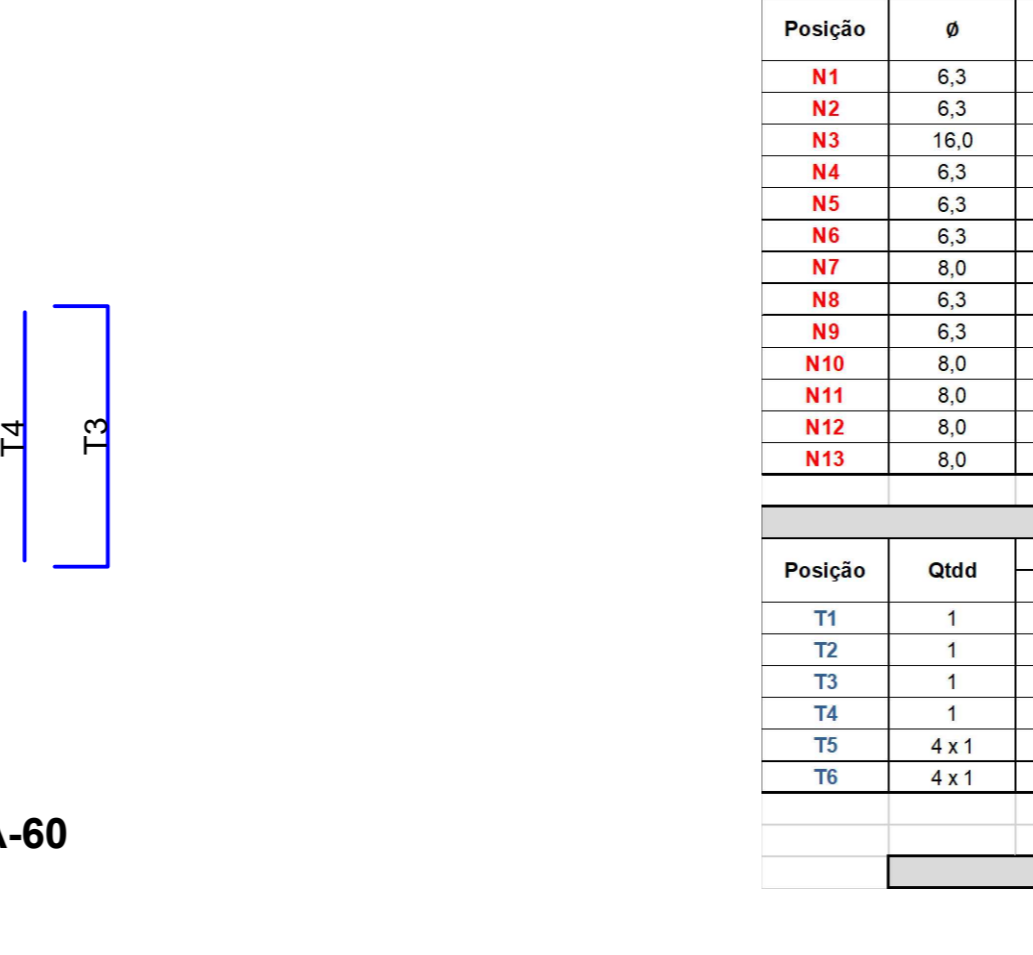 Posição Ø
N1 6,3
N2 6,3
N3 16,0
N4 6,3
N5 6,3
N6 6,3
N7 8,0
N8 6,3
N9 6,3
N10 8,0
N11 8,0
N12 8,0
N13 8,0
Posição Qtdd
T1 1
T2 1
T3 1
T4 1
T5 4 x 1
T6 4 x 1
T4
T3
-60